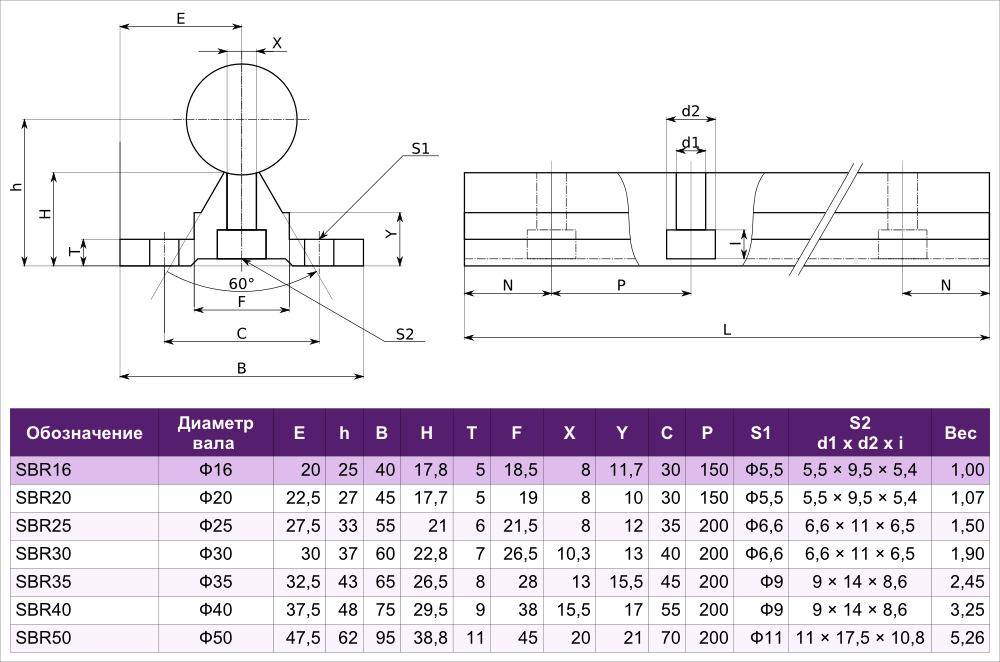 E
X
d2
d1
S1
h
H
T
Y
I
60°
N
P
N
F
C
S2
L
B
Обозначение Диаметр вала E h B H T F X Y C P S1 S2 d1 x d2 x i Вес
SBR16 Ф16 20 25 40 17,8 5 18,5 8 11,7 30 150 Ф5,5 5,5 × 9,5 × 5,4 1,00
SBR20 Ф20 22,5 27 45 17,7 5 19 8 10 30 150 Ф5,5 5,5 × 9,5 × 5,4 1,07
SBR25 Ф25 27,5 33 55 21 6 21,5 8 12 35 200 Ф6,6 6,6 × 11 × 6,5 1,50
SBR30 Ф30 30 37 60 22,8 7 26,5 10,3 13 40 200 Ф6,6 6,6 × 11 × 6,5 1,90
SBR35 Ф35 32,5 43 65 26,5 8 28 13 15,5 45 200 Ф9 9 × 14 × 8,6 2,45
SBR40 Ф40 37,5 48 75 29,5 9 38 15,5 17 55 200 Ф9 9 × 14 × 8,6 3,25
SBR50 Ф50 47,5 62 95 38,8 11 45 20 21 70 200 Ф11 11 × 17,5 × 10,8 5,26